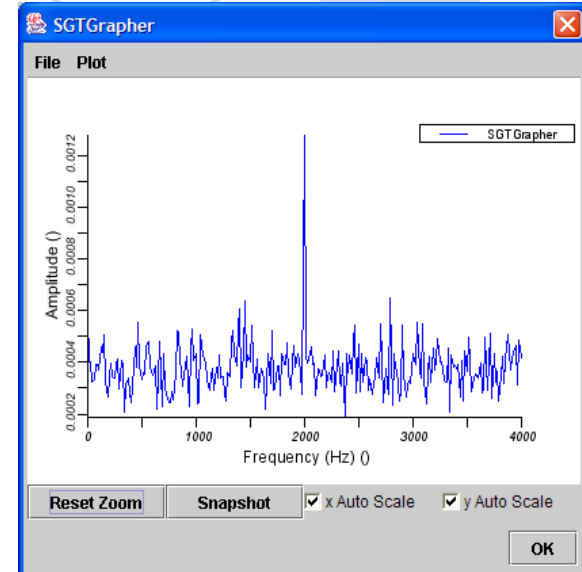 SGTGrapher
File Plot
SGTGrapher
0.0012
0.0010
0.0008
0.0006
0.0004
0.0002
Amplitude ()
0 1000 2000 3000 4000
Frequency (Hz) ()
Reset Zoom Snapshot x Auto Scale y Auto Scale
OK